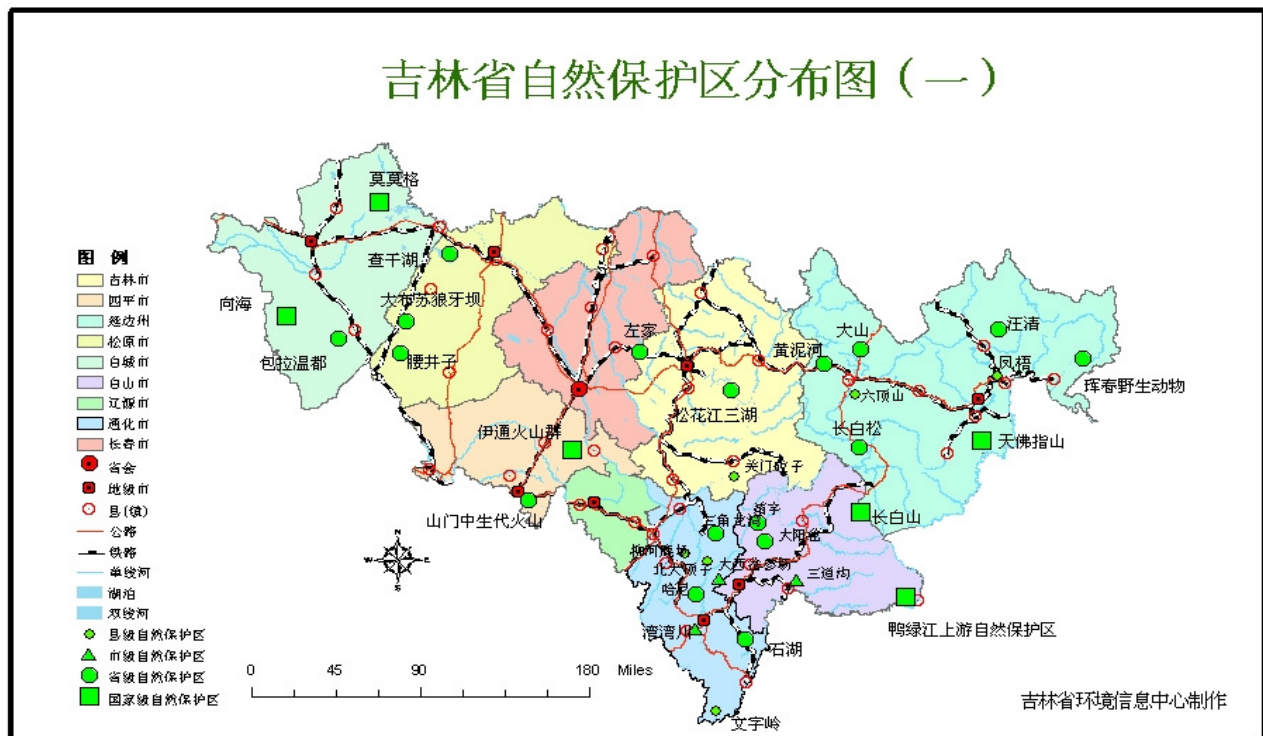 吉林省自然保护区分布图（一）
莫莫格
查干湖
大布苏狼牙坝
向海
包拉温都
腰井子
左家
松花江三湖
黄泥河
大山
六顶山
长白松
汪清
凤梧
珲春野生动物
天佛指山
伊通火山群
山门中生代火山
长白山
三角龙湾
大阳岔
三道沟
北大顶子
大西岔参场
哈尼
湾湾川
石湖
文字岭
鸭绿江上游自然保护区
图 例
吉林市
四平市
延边州
松原市
白城市
白山市
辽源市
通化市
长春市
省会
地级市
县(镇)
公路
铁路
单线河
湖泊
双线河
县级自然保护区
市级自然保护区
省级自然保护区
国家级自然保护区
N
W
E
S
0 45 90 180 Miles
吉林省环境信息中心制作